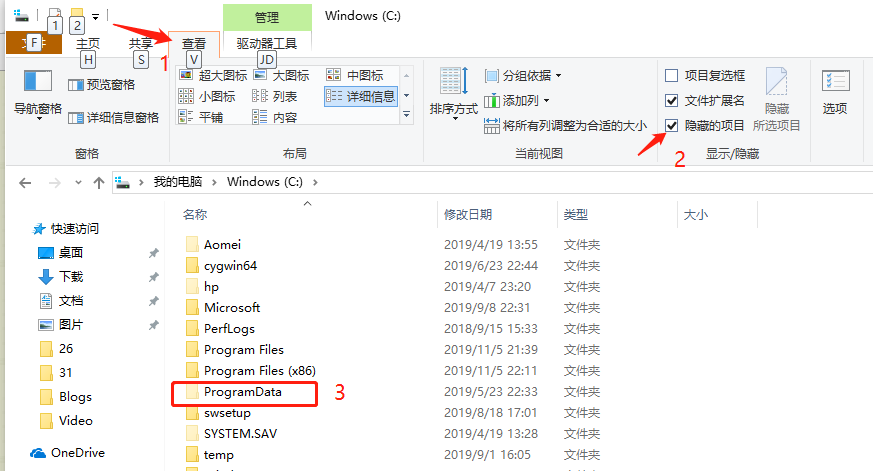 1 2 管理 Windows (C:)
文件 主页 共享 查看 驱动器工具
F H S 1 V JD
预览窗格 超大图标 大图标 中图标 分组依据 项目复选框
导航窗格 小图标 列表 详细信息 排序方式 添加列 文件扩展名 隐藏 选项
详细信息窗格 平铺 内容 将所有列调整为合适的大小 隐藏的项目 所选项目
窗格 布局 当前视图 2 显示/隐藏
我的电脑 Windows (C:)
名称 修改日期 类型 大小
快速访问
桌面
下载
文档
图片
26
31
Blogs
Video
OneDrive
Aomei 2019/4/19 13:55 文件夹
cygwin64 2019/6/23 22:44 文件夹
hp 2019/4/7 23:20 文件夹
Microsoft 2019/9/8 22:31 文件夹
PerfLogs 2018/9/15 15:33 文件夹
Program Files 2019/11/5 21:39 文件夹
Program Files (x86) 2019/11/5 22:11 文件夹
ProgramData 3 2019/5/23 22:33 文件夹
swsetup 2019/8/18 17:01 文件夹
SYSTEM.SAV 2019/4/19 13:28 文件夹
temp 2019/9/1 16:05 文件夹